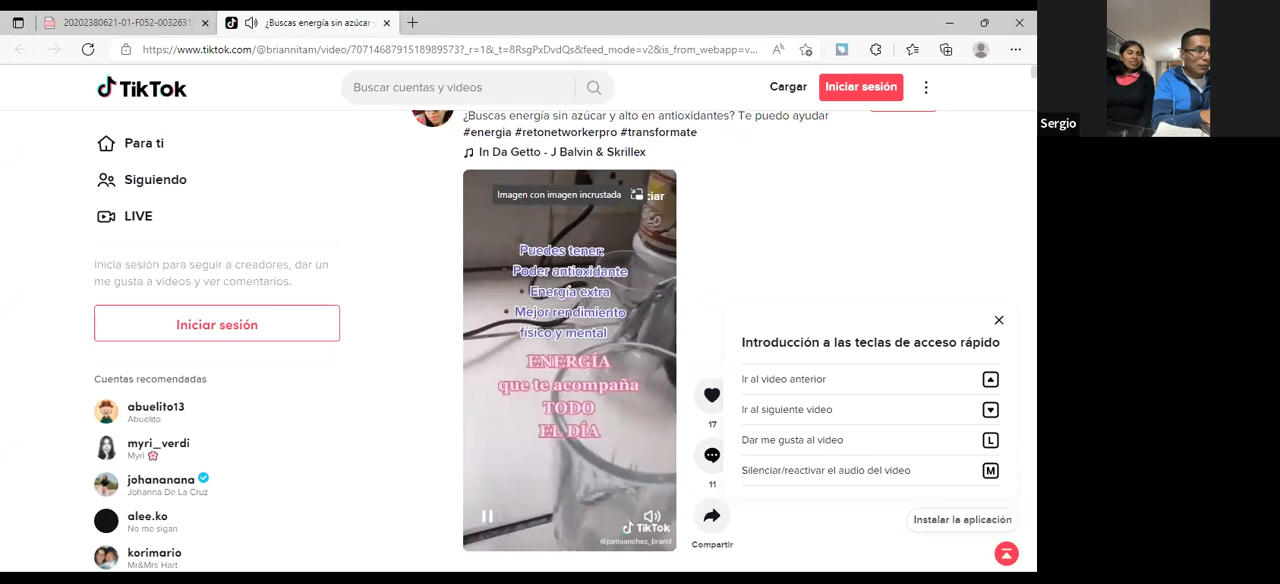 20202380621-01-F052-0032631
¿Buscas energía sin azúcar y
https://www.tiktok.com/@briannitam/video/7071468791518989573?_r=1&_t=8RsgPxDvdQs&feed_mode=v2&is_from_webapp=v...
TikTok
Buscar cuentas y videos
Cargar
Iniciar sesión
Sergio
¿Buscas energía sin azúcar y alto en antioxidantes? Te puedo ayudar
#energia #retonetworkerpro #transformate
In Da Getto - J Balvin & Skrillex
Para ti
Siguiendo
LIVE
Inicia sesión para seguir a creadores, dar un
me gusta a videos y ver comentarios.
Iniciar sesión
Cuentas recomendadas
abuelito13
Abuelito
myri_verdi
Myri
johananana
Johanna De La Cruz
alee.ko
No me sigan
korimario
Mr&Mrs Hart
Imagen con imagen incrustada
Puedes tener:
Poder antioxidante
▪ Energía extra
▪ Mejor rendimiento
físico y mental
ENERGÍA
que te acompaña
TODO
EL DÍA
TikTok
@patisanchez_brand
17
11
Compartir
Introducción a las teclas de acceso rápido
Ir al video anterior
Ir al siguiente video
Dar me gusta al video L
Silenciar/reactivar el audio del video M
Instalar la aplicación